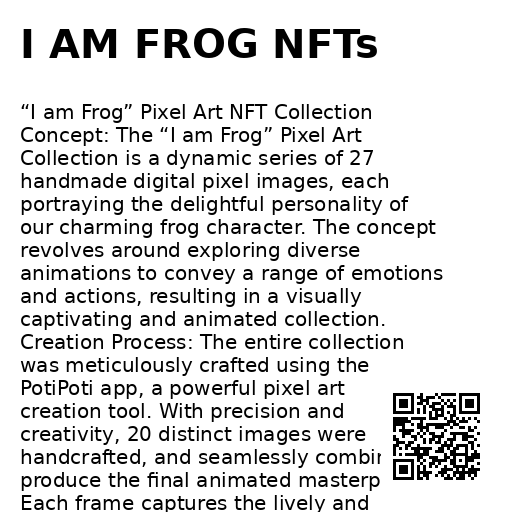 I AM FROG NFTs
“I am Frog” Pixel Art NFT Collection
Concept: The “I am Frog” Pixel Art
Collection is a dynamic series of 27
handmade digital pixel images, each
portraying the delightful personality of
our charming frog character. The concept
revolves around exploring diverse
animations to convey a range of emotions
and actions, resulting in a visually
captivating and animated collection.
Creation Process: The entire collection
was meticulously crafted using the
PotiPoti app, a powerful pixel art
creation tool. With precision and
creativity, 20 distinct images were
handcrafted, and seamlessly
produce the final animated
Each frame captures the lively and